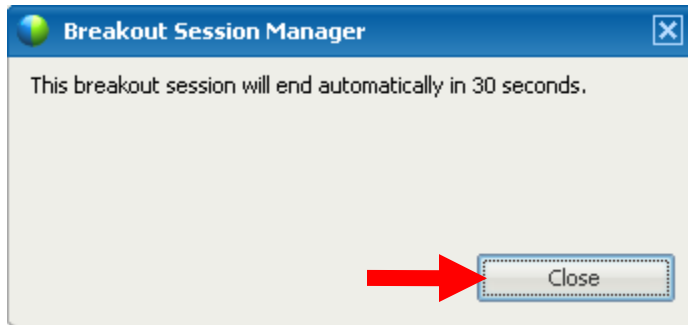 Breakout Session Manager
This breakout session will end automatically in 30 seconds.
Close